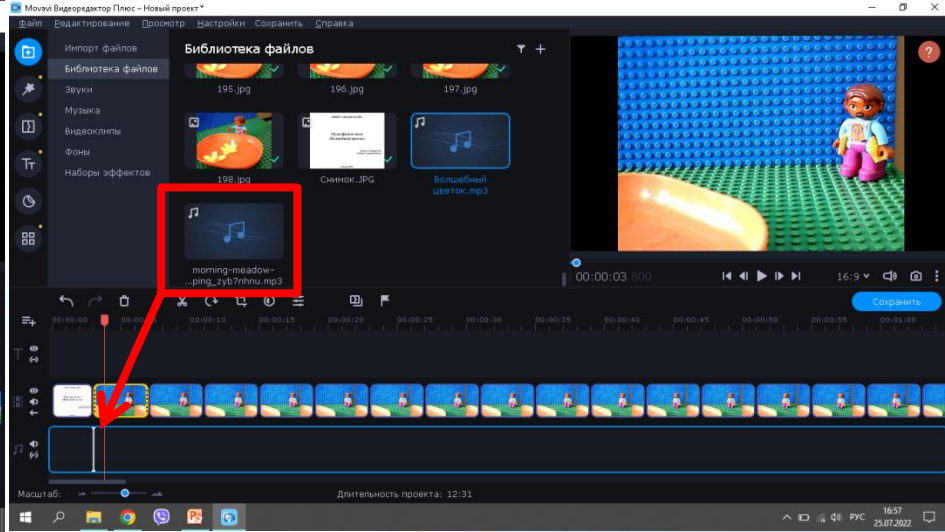 Movavi Видеоредактор Плюс – Новый проект*
Файл Редактирование Просмотр Настройки Сохранить Справка
Импорт файлов
Библиотека файлов
Звуки
Музыка
Видеоклипы
Фоны
Наборы эффектов
Библиотека файлов
195.jpg 196.jpg 197.jpg
198.jpg Снимок.JPG Волшебный
цветок.mp3
morning-meadow-
...ping_zyb7nhnu.mp3
00:00:03.800 16:9
Сохранить
00:00:00 00:00:10 00:00:15 00:00:20 00:00:25 00:00:30 00:00:35 00:00:40 00:00:45 00:00:50 00:00:55 00:01:00
Масштаб: Длительность проекта: 12:31
РУС 16:57
25.07.2022